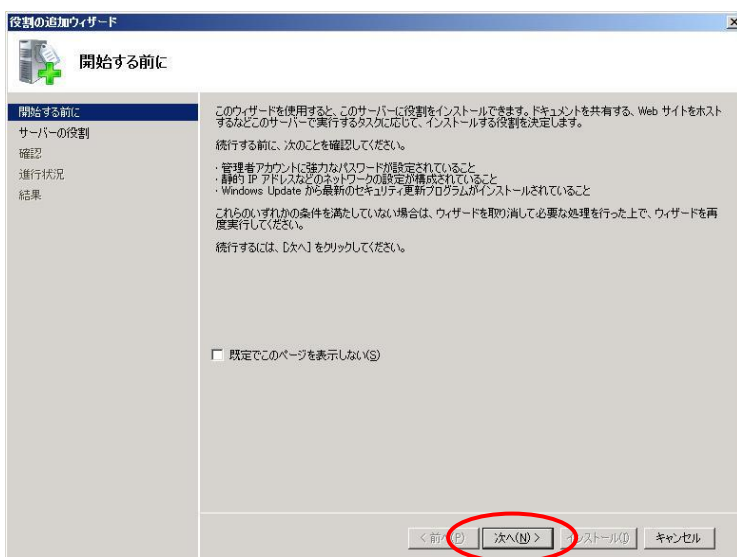 役割の追加ウィザード
開始する前に
開始する前に
サーバーの役割
確認
進行状況
結果
このウィザードを使用すると、このサーバーに役割をインストールできます。ドキュメントを共有する、Web サイトをホスト
するなどこのサーバーで実行するタスクに応じて、インストールする役割を決定します。
続行する前に、次のことを確認してください。
・管理者アカウントに強力なパスワードが設定されていること
・静的 IP アドレスなどのネットワークの設定が構成されていること
・Windows Update から最新のセキュリティ更新プログラムがインストールされていること
これらのいずれかの条件を満たしていない場合は、ウィザードを取り消して必要な処理を行った上で、ウィザードを再
度実行してください。
続行するには、[次へ] をクリックしてください。
既定でこのページを表示しない(S)
< 前へ(P) 次へ(N) > インストール(I) キャンセル